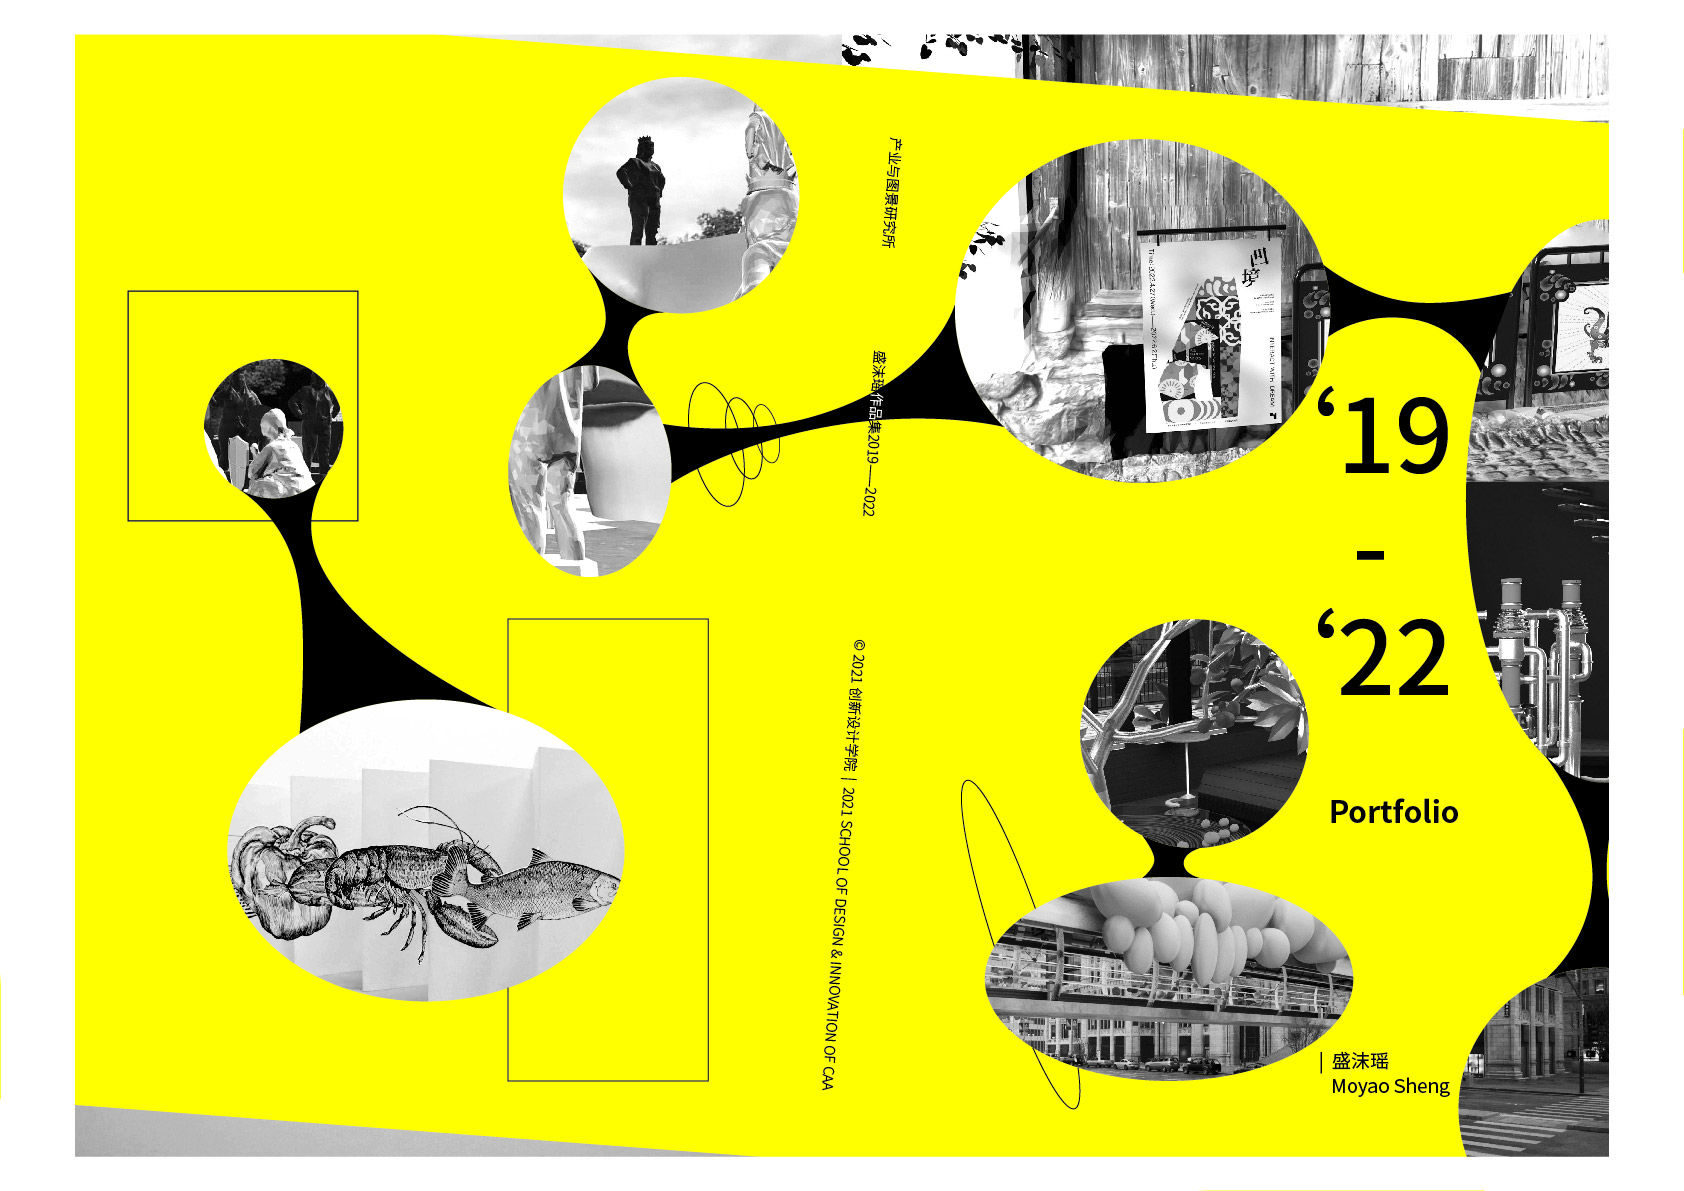 产业与图景研究所
盛沫瑶作品集2019——2022
© 2021 创新设计学院 | 2021 SCHOOL OF DESIGN & INNOVATION OF CAA
‘19
-
‘22
Portfolio
| 盛沫瑶
Moyao Sheng